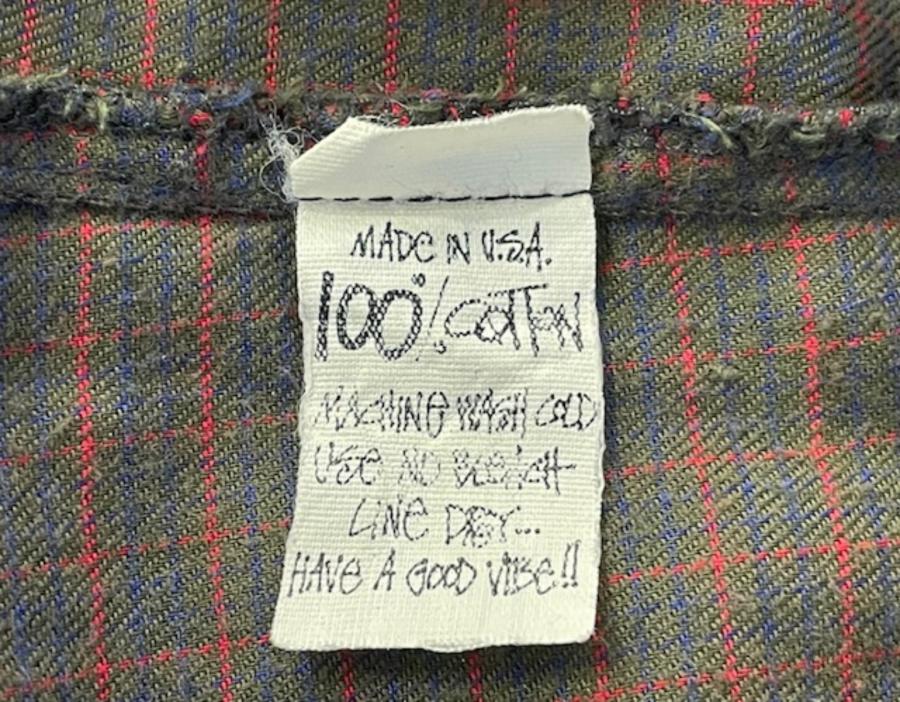 MADE IN U.S.A.
100% COTTON
MACHINE WASH COLD
USE NO BLEACH
LINE DRY...
HAVE A GOOD VIBE!!